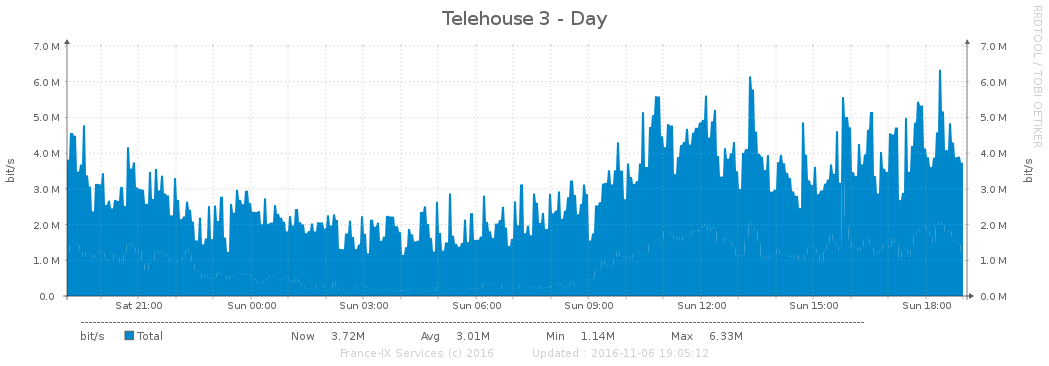 Telehouse 3 - Day
RRDTOOL / TOBI OETIKER
7.0 M 7.0 M
6.0 M 6.0 M
5.0 M 5.0 M
4.0 M 4.0 M
3.0 M 3.0 M
2.0 M 2.0 M
1.0 M 1.0 M
0.0 0.0 M
bit/s bit/s
Sat 21:00 Sun 00:00 Sun 03:00 Sun 06:00 Sun 09:00 Sun 12:00 Sun 15:00 Sun 18:00
bit/s Total Now 3.72M Avg 3.01M Min 1.14M Max 6.33M
France-IX Services (c) 2016 Updated : 2016-11-06 19:05:12